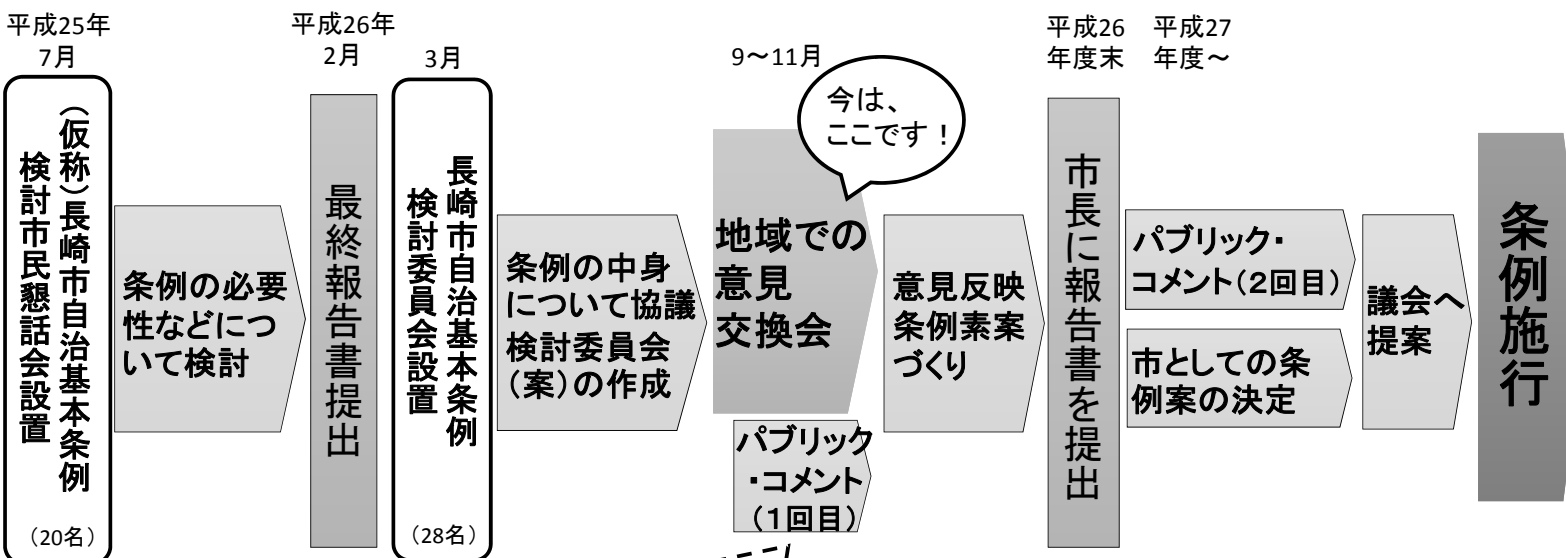 平成25年
7月
(仮称)長崎市自治基本条例
検討市民懇話会設置
(20名)
条例の必要
性などにつ
いて検討
平成26年
2月
最終報告書提出
3月
長崎市自治基本条例
検討委員会設置
(28名)
条例の中身
について協議
検討委員会
(案)の作成
9~11月
今は、
ここです!
地域での
意見
交換会
パブリック
・コメント
(1回目)
意見反映
条例素案
づくり
平成26
年度末
市長に報告書を提出
平成27
年度~
パブリック・
コメント(2回目)
市としての条
例案の決定
議会へ
提案
条例施行